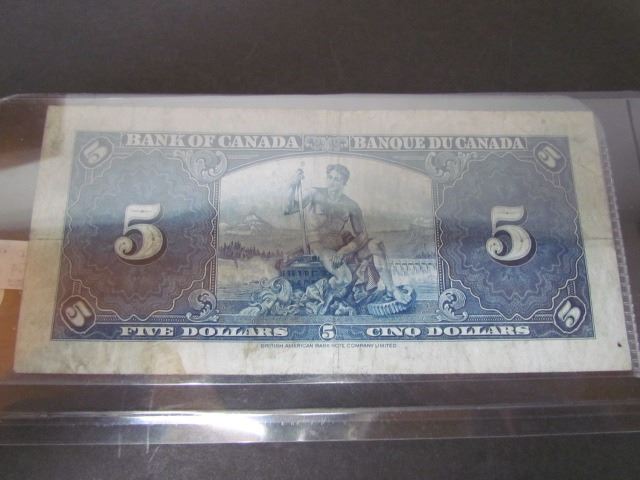 BANK OF CANADA BANQUE DU CANADA
5 5
5 5
5 FIVE DOLLARS 5 CINQ DOLLARS 5
BRITISH AMERICAN BANK NOTE COMPANY LIMITED